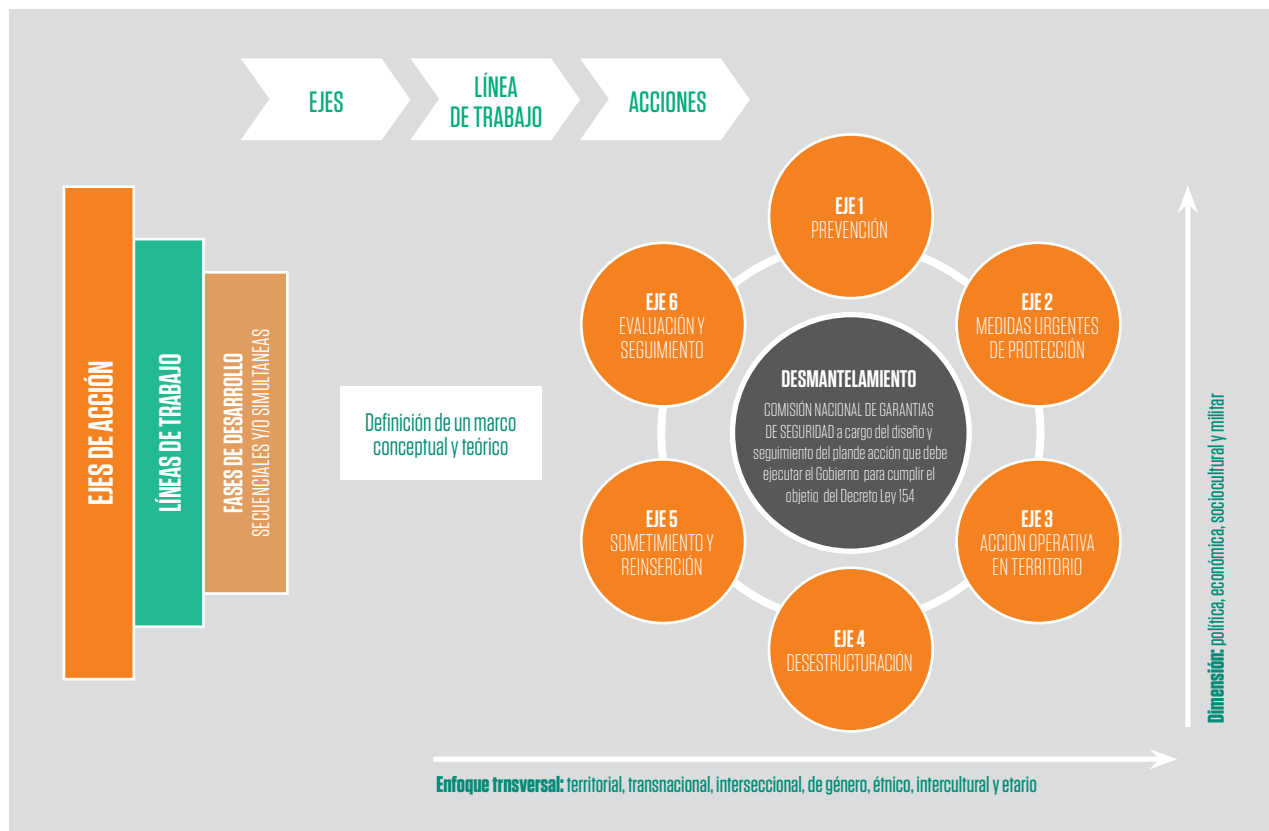 EJES
LÍNEA
DE TRABAJO
ACCIONES
EJES DE ACCIÓN
LÍNEAS DE TRABAJO
FASES DE DESARROLLO
SECUENCIALES Y/O SIMULTÁNEAS
Definición de un marco
conceptual y teórico
EJE 1
PREVENCIÓN
EJE 2
MEDIDAS URGENTES
DE PROTECCIÓN
EJE 3
ACCIÓN OPERATIVA
EN TERRITORIO
EJE 4
DESESTRUCTURACIÓN
EJE 5
SOMETIMIENTO Y
REINSERCIÓN
EJE 6
EVALUACIÓN Y
SEGUIMIENTO
DESMANTELAMIENTO
COMISIÓN NACIONAL DE GARANTIAS
DE SEGURIDAD a cargo del diseño y
seguimiento del plande acción que debe
ejecutar el Gobierno para cumplir el
objetio del Decreto Ley 154
Dimensión: política, económica, sociocultural y militar
Enfoque trnsversal: territorial, transnacional, interseccional, de género, étnico, intercultural y etario